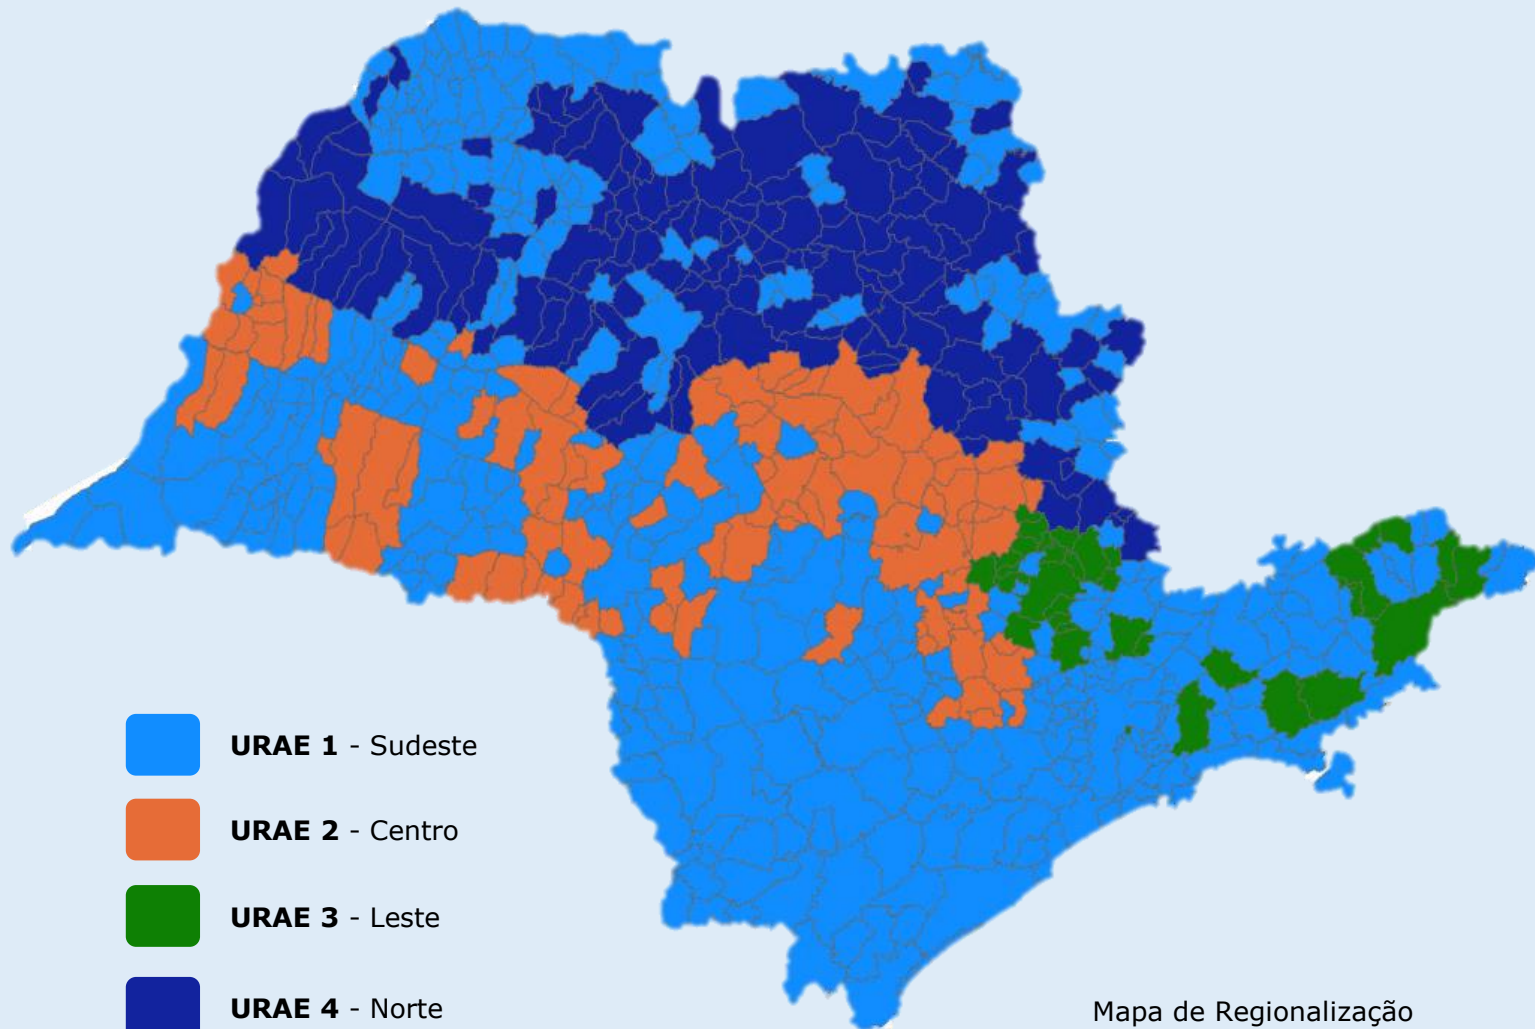 URAE 1 - Sudeste
URAE 2 - Centro
URAE 3 - Leste
URAE 4 - Norte
Mapa de Regionalização